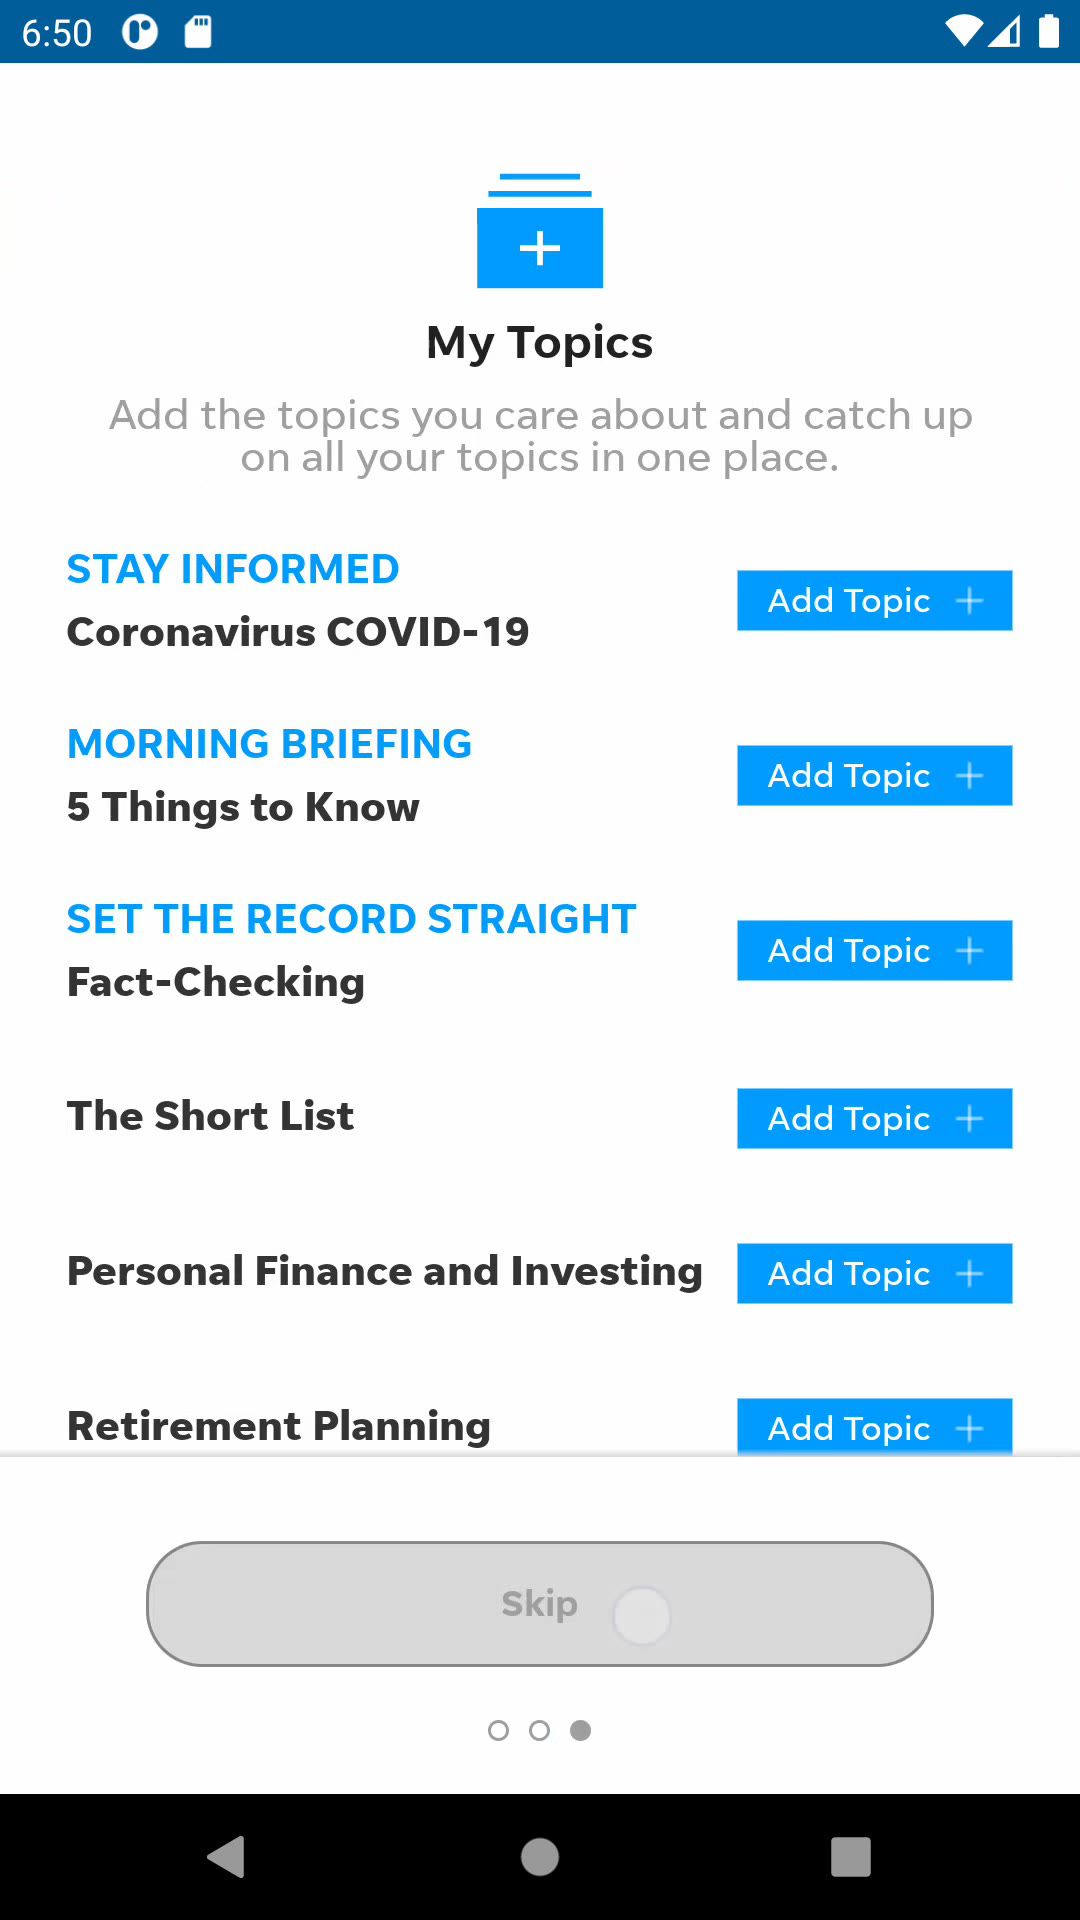 6:50
My Topics
Add the topics you care about and catch up
on all your topics in one place.
STAY INFORMED
Coronavirus COVID-19
Add Topic
MORNING BRIEFING
5 Things to Know
Add Topic
SET THE RECORD STRAIGHT
Fact-Checking
Add Topic
The Short List
Add Topic
Personal Finance and Investing
Add Topic
Retirement Planning
Add Topic
Skip